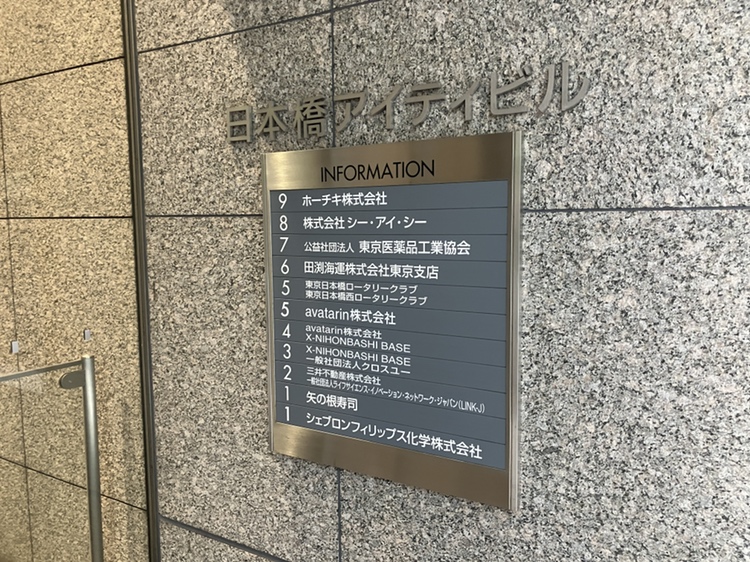 日本橋アイティビル
INFORMATION
9 ホーチキ株式会社
8 株式会社 シー・アイ・シー
7 公益社団法人 東京医薬品工業協会
6 田渕海運株式会社東京支店
5 東京日本橋ロータリークラブ
東京日本橋西ロータリークラブ
5 avatarin株式会社
4 avatarin株式会社
X-NIHONBASHI BASE
3 X-NIHONBASHI BASE
一般社団法人クロスユー
2 三井不動産株式会社
一般社団法人ライフサイエンス・イノベーション・ネットワーク・ジャパン(LINK-J)
1 矢の根寿司
1 シェブロンフィリップス化学株式会社